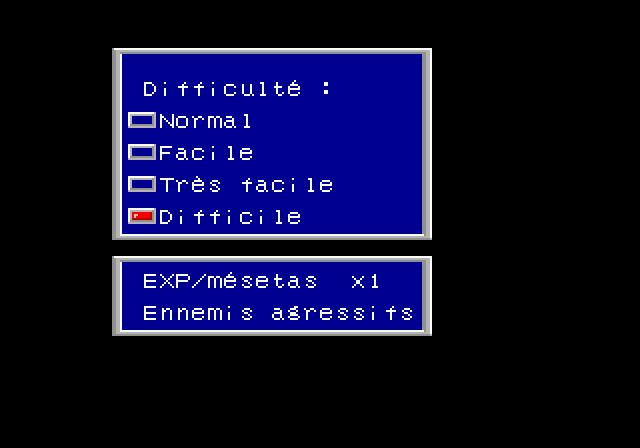 Difficulté :
Normal
Facile
Très facile
Difficile
EXP/mésetas x1
Ennemis agressifs